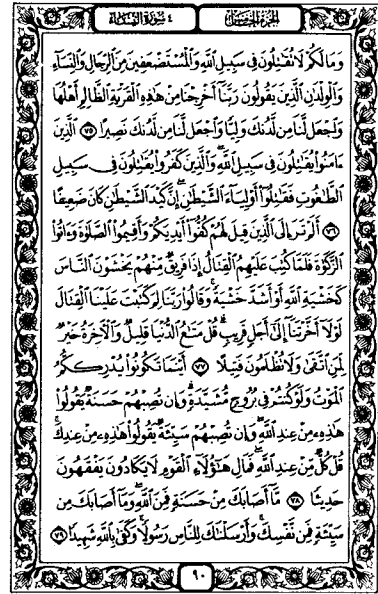 الجزء الخامس
٤ سورة النساء
وَمَا لَكُمْ لَا تُقَٰتِلُونَ فِى سَبِيلِ ٱللَّهِ وَٱلْمُسْتَضْعَفِينَ مِنَ ٱلرِّجَالِ وَٱلنِّسَآءِ
وَٱلْوِلْدَٰنِ ٱلَّذِينَ يَقُولُونَ رَبَّنَآ أَخْرِجْنَا مِنْ هَٰذِهِ ٱلْقَرْيَةِ ٱلظَّالِمِ أَهْلُهَا
وَٱجْعَل لَّنَا مِن لَّدُنكَ وَلِيًّا وَٱجْعَل لَّنَا مِن لَّدُنكَ نَصِيرًا ٧٥ ٱلَّذِينَ
ءَامَنُوا۟ يُقَٰتِلُونَ فِى سَبِيلِ ٱللَّهِ وَٱلَّذِينَ كَفَرُوا۟ يُقَٰتِلُونَ فِى سَبِيلِ
ٱلطَّٰغُوتِ فَقَٰتِلُوٓا۟ أَوْلِيَآءَ ٱلشَّيْطَٰنِ إِنَّ كَيْدَ ٱلشَّيْطَٰنِ كَانَ ضَعِيفًا
٧٦ أَلَمْ تَرَ إِلَى ٱلَّذِينَ قِيلَ لَهُمْ كُفُّوٓا۟ أَيْدِيَكُمْ وَأَقِيمُوا۟ ٱلصَّلَوٰةَ وَءَاتُوا۟
ٱلزَّكَوٰةَ فَلَمَّا كُتِبَ عَلَيْهِمُ ٱلْقِتَالُ إِذَا فَرِيقٌ مِّنْهُمْ يَخْشَوْنَ ٱلنَّاسَ
كَخَشْيَةِ ٱللَّهِ أَوْ أَشَدَّ خَشْيَةً وَقَالُوا۟ رَبَّنَا لِمَ كَتَبْتَ عَلَيْنَا ٱلْقِتَالَ
لَوْلَآ أَخَّرْتَنَآ إِلَىٰٓ أَجَلٍ قَرِيبٍ قُلْ مَتَٰعُ ٱلدُّنْيَا قَلِيلٌ وَٱلْءَاخِرَةُ خَيْرٌ
لِّمَنِ ٱتَّقَىٰ وَلَا تُظْلَمُونَ فَتِيلًا ٧٧ أَيْنَمَا تَكُونُوا۟ يُدْرِككُّمُ
ٱلْمَوْتُ وَلَوْ كُنتُمْ فِى بُرُوجٍ مُّشَيَّدَةٍ وَإِن تُصِبْهُمْ حَسَنَةٌ يَقُولُوا۟
هَٰذِهِۦ مِنْ عِندِ ٱللَّهِ وَإِن تُصِبْهُمْ سَيِّئَةٌ يَقُولُوا۟ هَٰذِهِۦ مِنْ عِندِكَ
قُلْ كُلٌّ مِّنْ عِندِ ٱللَّهِ فَمَالِ هَٰٓؤُلَآءِ ٱلْقَوْمِ لَا يَكَادُونَ يَفْقَهُونَ
حَدِيثًا ٧٨ مَّآ أَصَابَكَ مِنْ حَسَنَةٍ فَمِنَ ٱللَّهِ وَمَآ أَصَابَكَ مِن
سَيِّئَةٍ فَمِن نَّفْسِكَ وَأَرْسَلْنَٰكَ لِلنَّاسِ رَسُولًا وَكَفَىٰ بِٱللَّهِ شَهِيدًا ٧٩
٩٠